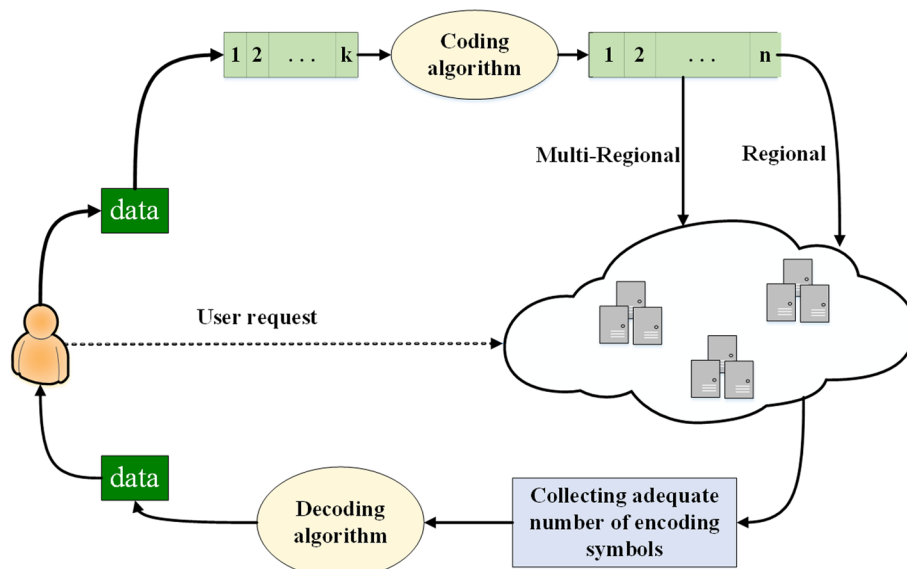 1 2 . . . k
Coding
algorithm
1 2 . . . n
Multi-Regional
Regional
data
User request
data
Decoding
algorithm
Collecting adequate
number of encoding
symbols